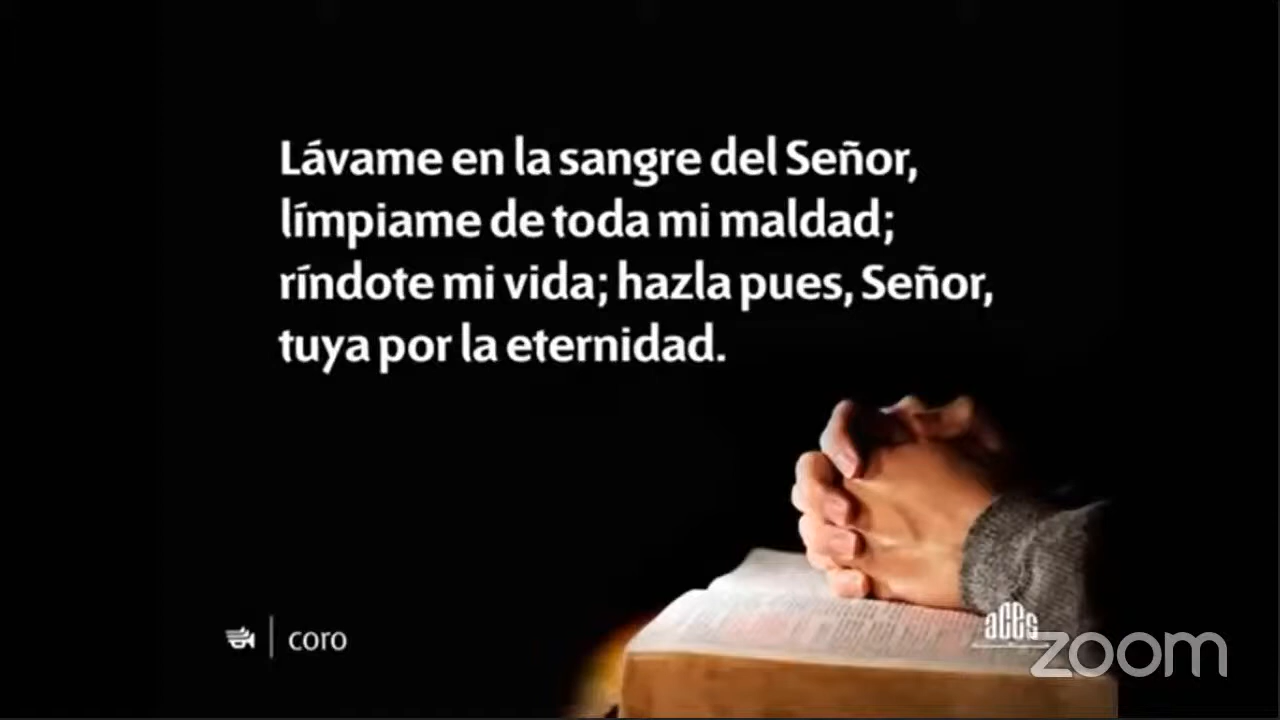 Lávame en la sangre del Señor,
límpiame de toda mi maldad;
ríndote mi vida; hazla pues, Señor,
tuya por la eternidad.
coro
aces
zoom